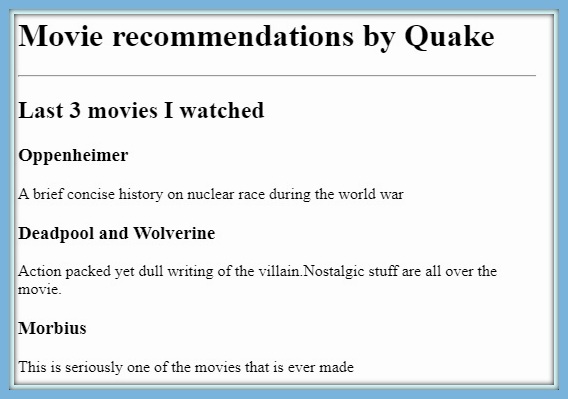 Movie recommendations by Quake
Last 3 movies I watched
Oppenheimer
A brief concise history on nuclear race during the world war
Deadpool and Wolverine
Action packed yet dull writing of the villain.Nostalgic stuff are all over the
movie.
Morbius
This is seriously one of the movies that is ever made